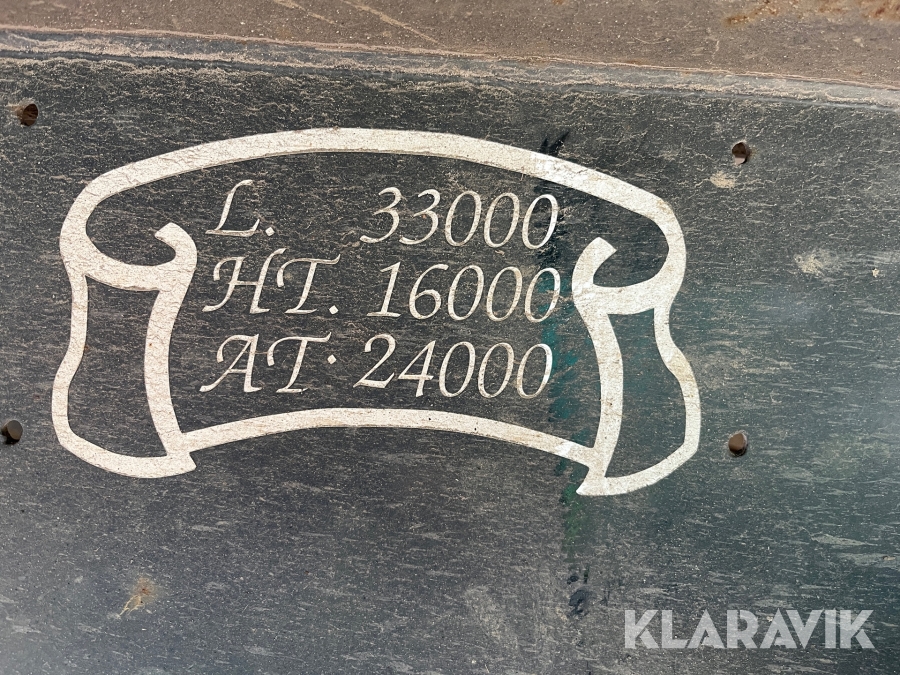 L. 33000
HT. 16000
AT. 24000
KLARAVIK